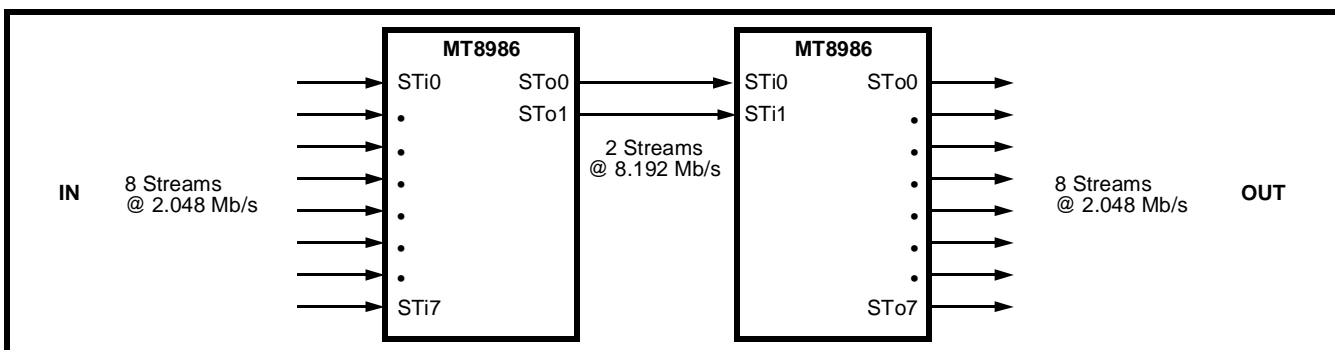 MT8986
MT8986
STi0 STo0
STi0 STo0
STo1
STi1
2 Streams
@ 8.192 Mb/s
IN
8 Streams
@ 2.048 Mb/s
8 Streams
@ 2.048 Mb/s
OUT
STi7
STo7